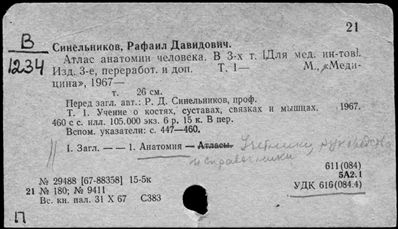 21
В
1234
Синельников, Рафаил Давидович.
Атлас анатомии человека. В 3-х т. [Для мед. ин-тов].
Изд. 3-е, переработ. и доп. Т. 1— М., «Меди-
цина», 1967—
т. 26 см.
Перед загл. авт.: Р. Д. Синельников, проф.
Т. 1. Учение о костях, суставах, связках и мышцах. 1967.
460 с с илл. 105.000 экз. 6 р. 15 к. В пер.
Вспом. указатели: с. 447—460.
I. Загл. — — 1. Анатомия — Атласы. Учебники, руководства
и справочники
611(084)
5А2.1
УДК 616(084.4)
№ 29488 [67-88358] 15-5к
21 № 180; № 9411
Вс. кн. пал. 31 X 67 С383
П